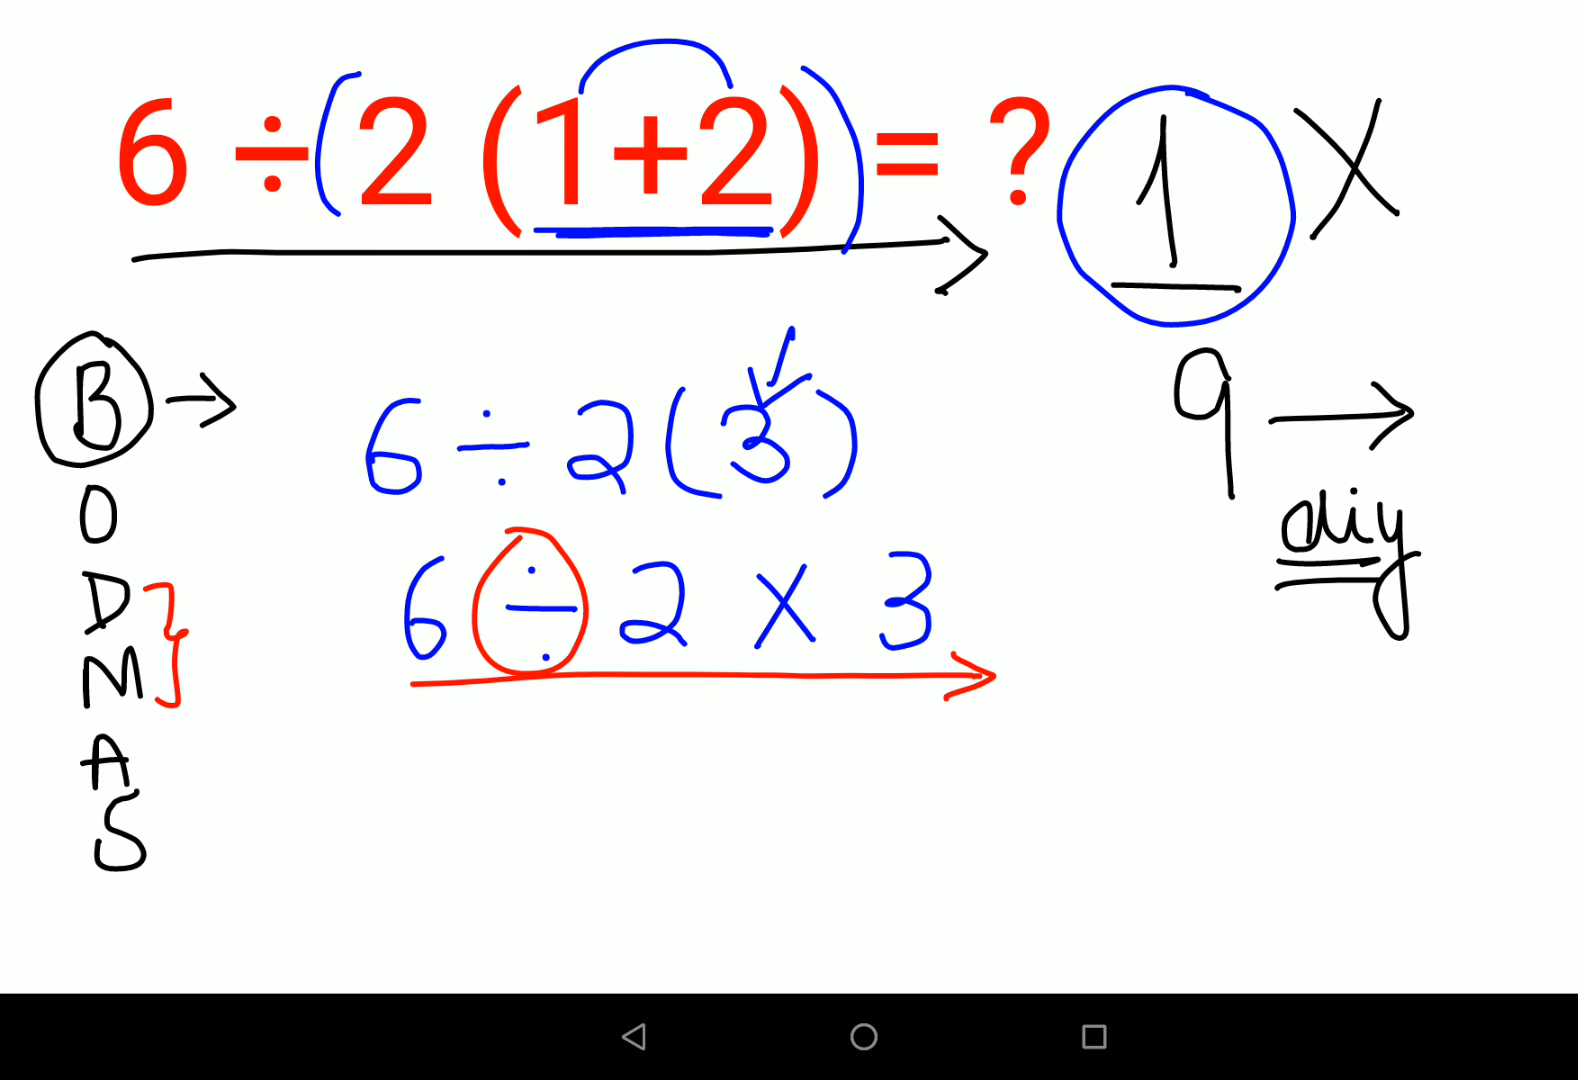 6 ÷ (2 (1+2)) = ? 1 X
B → 6 ÷ 2 (3) 9 →
O diy
D 6 ÷ 2 X 3
M
A
S